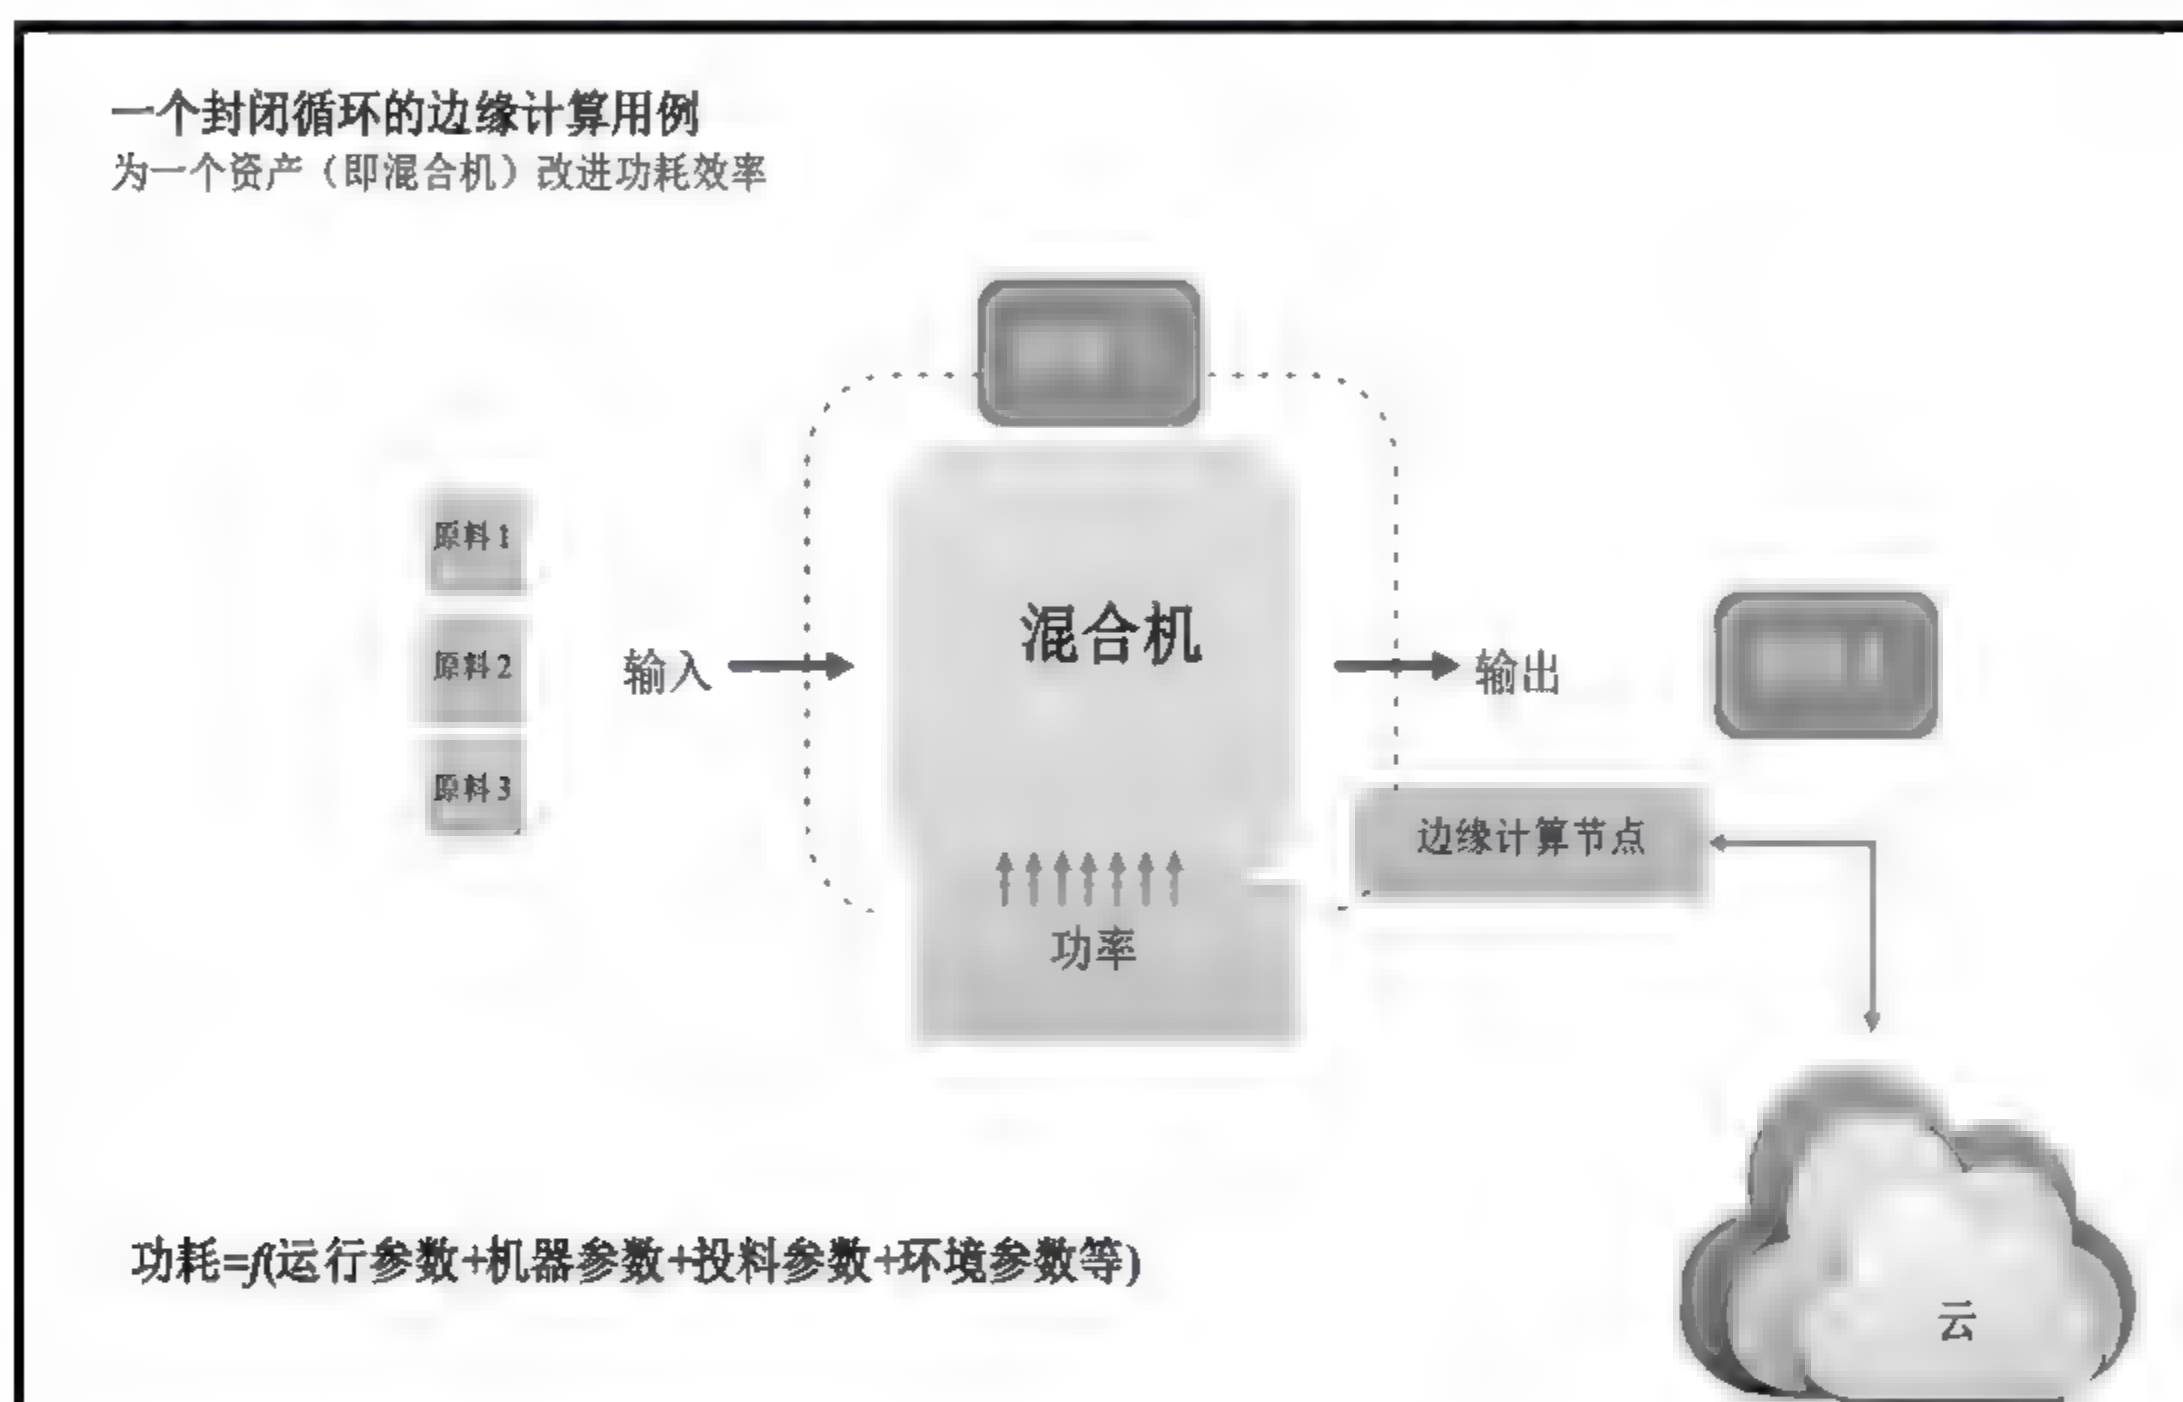 一个封闭循环的边缘计算用例
为一个资产（即混合机）改进功耗效率
原料1
原料2
原料3
输入
混合机
输出
边缘计算节点
功率
功耗=f(运行参数+机器参数+投料参数+环境参数等)
云